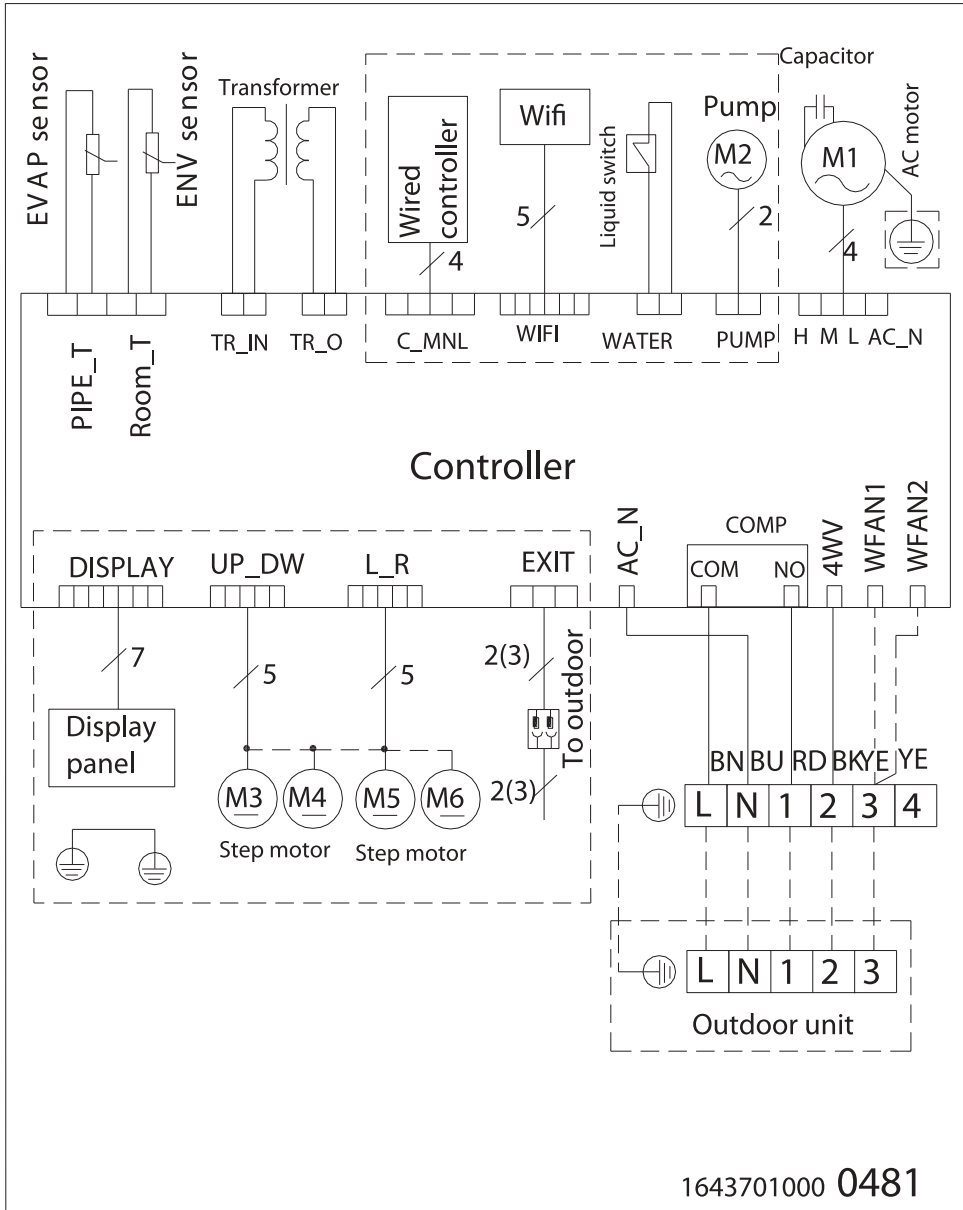 EVAP sensor
ENV sensor
Transformer
Wired
controller
Wifi
Liquid switch
Pump
M2
Capacitor
M1
AC motor
4
5
2
4
PIPE_T
Room_T
TR_IN
TR_O
C_MNL
WIFI
WATER
PUMP
H M L AC_N
Controller
DISPLAY
UP_DW
L_R
EXIT
AC_N
COMP
COM
NO
4WV
WFAN1
WFAN2
7
5
5
2(3)
To outdoor
2(3)
Display
panel
M3
M4
M5
M6
Step motor
Step motor
BN BU RD BK YE YE
L N 1 2 3 4
L N 1 2 3
Outdoor unit
1643701000 0481